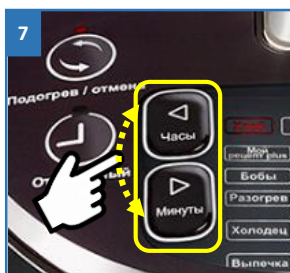 7
Подогрев / отмена
Часы
Минуты
Мой
рецепт plus
Бобы
Разогрев
Холодец
Выпечка